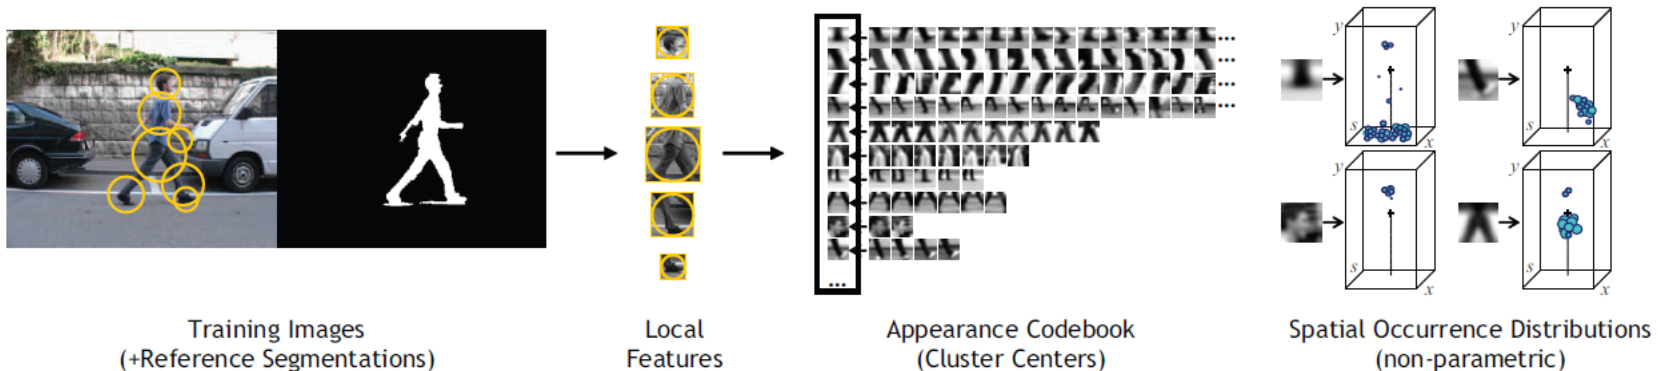 Training Images
(+Reference Segmentations)
Local
Features
Appearance Codebook
(Cluster Centers)
Spatial Occurrence Distributions
(non-parametric)
...
...
...
...
...
y
s
x
y
s
x
y
s
x
y
s
x